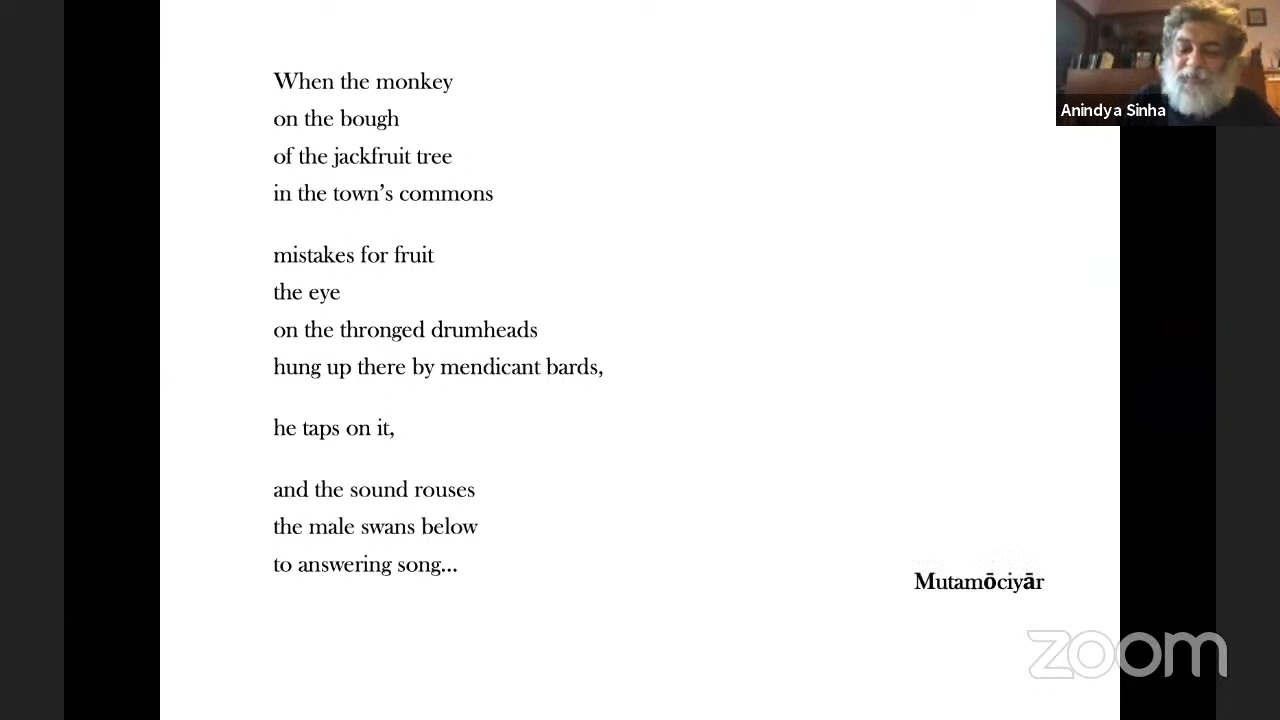 When the monkey
on the bough
of the jackfruit tree
in the town’s commons
mistakes for fruit
the eye
on the thronged drumheads
hung up there by mendicant bards,
he taps on it,
and the sound rouses
the male swans below
to answering song...
Mutamōciyār
Anindya Sinha
zoom